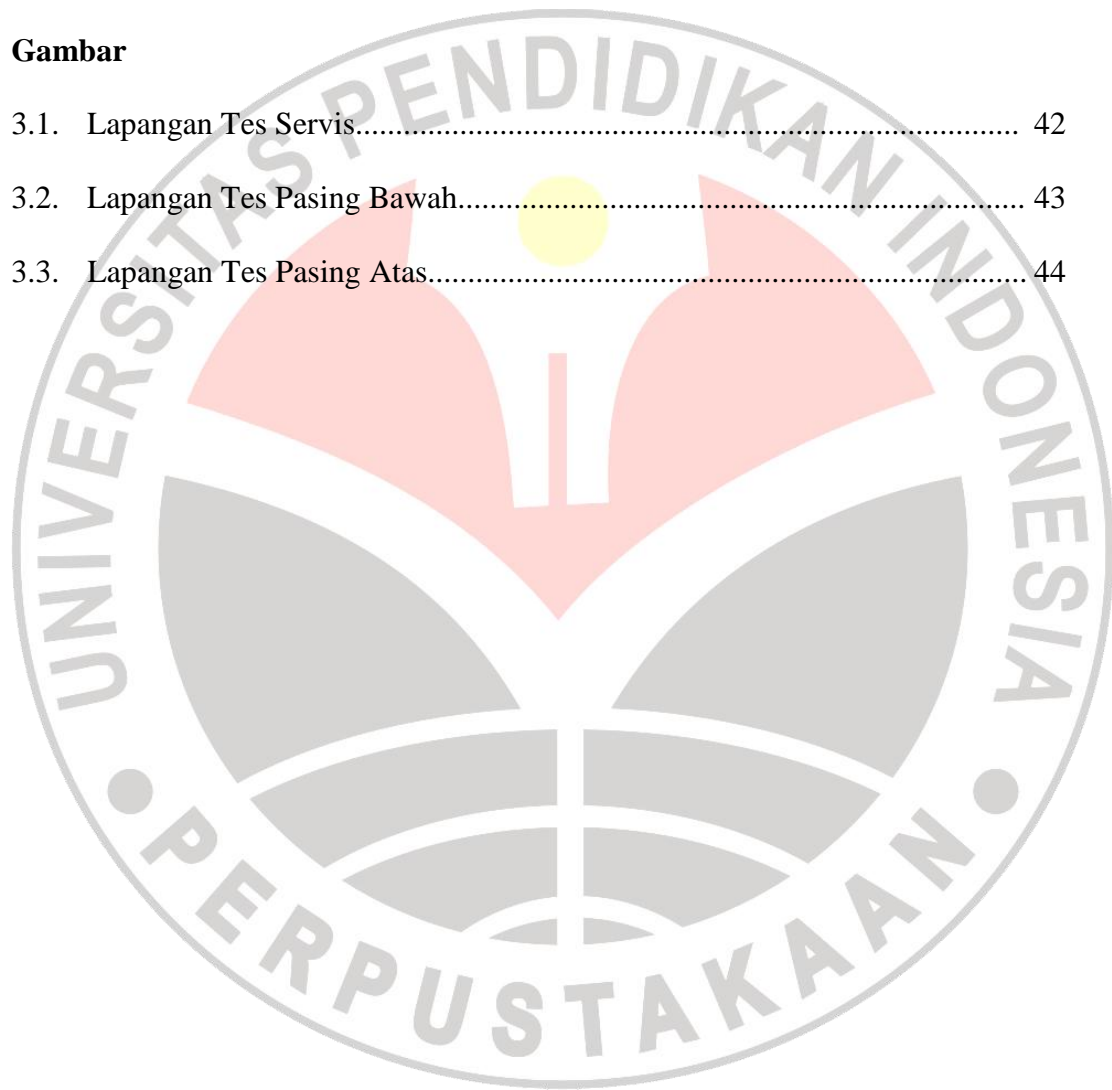 Gambar
3.1. Lapangan Tes Servis.................................................................................. 42
3.2. Lapangan Tes Pasing Bawah...................................................................... 43
3.3. Lapangan Tes Pasing Atas.......................................................................... 44
UNIVERSITAS PENDIDIKAN INDONESIA
PERPUSTAKAAN